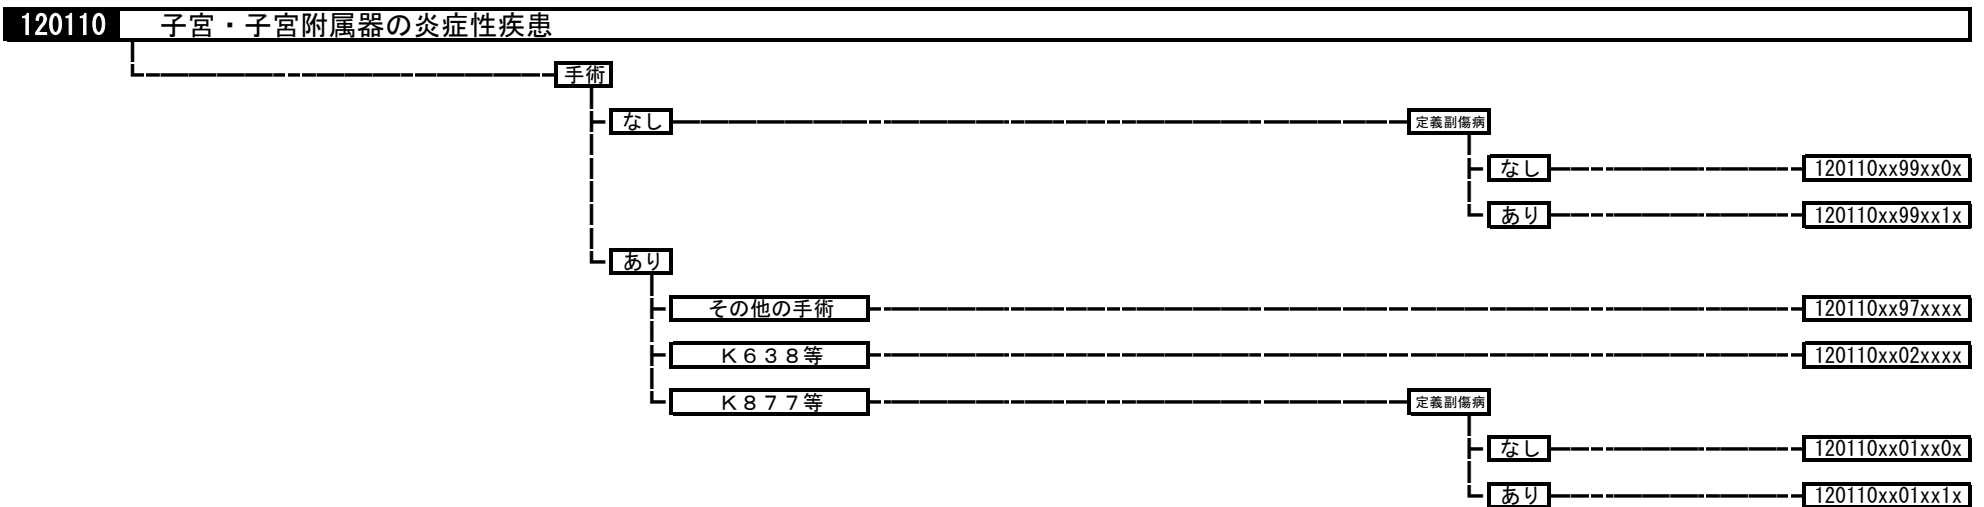 120110 子宮・子宮附属器の炎症性疾患
手術
なし 定義副傷病
なし 120110xx99xx0x
あり 120110xx99xx1x
あり
その他の手術 120110xx97xxxx
Ｋ６３８等 120110xx02xxxx
Ｋ８７７等 定義副傷病
なし 120110xx01xx0x
あり 120110xx01xx1x